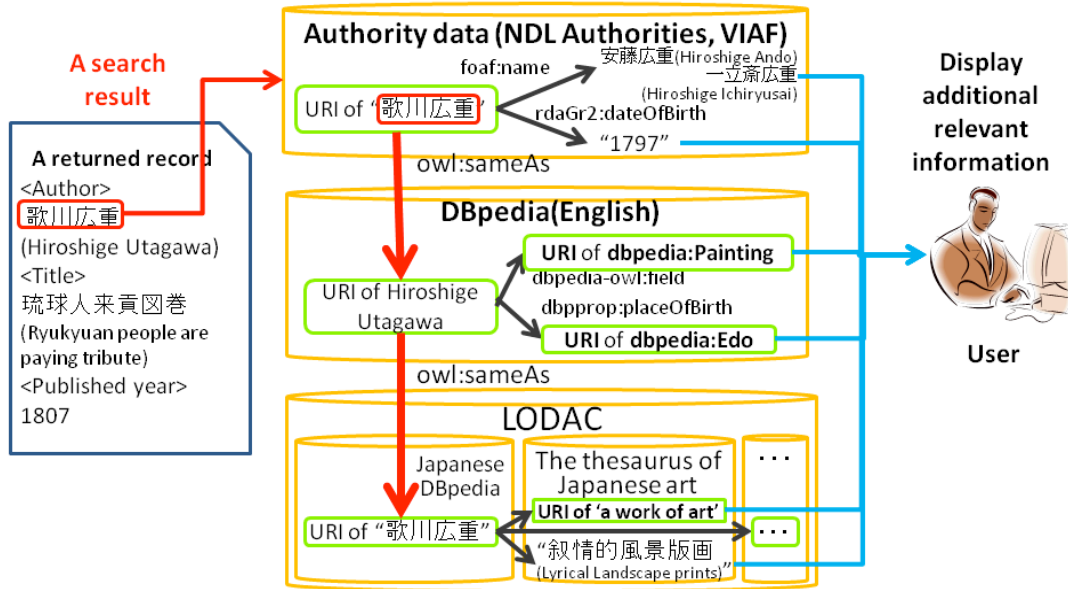 A search
result
A returned record
<Author>
歌川広重
(Hiroshige Utagawa)
<Title>
琉球人来貢図巻
(Ryukyuan people are
paying tribute)
<Published year>
1807
Authority data (NDL Authorities, VIAF)
foaf:name
安藤広重(Hiroshige Ando)
一立斎広重
(Hiroshige Ichiryusai)
URI of “歌川広重”
rdaGr2:dateOfBirth
“1797”
owl:sameAs
DBpedia(English)
URI of dbpedia:Painting
dbpedia-owl:field
URI of Hiroshige
Utagawa
dbpprop:placeOfBirth
URI of dbpedia:Edo
owl:sameAs
LODAC
Japanese
DBpedia
URI of “歌川広重”
The thesaurus of
Japanese art
URI of ‘a work of art’
“叙情的風景版画
(Lyrical Landscape prints)”
...
...
Display
additional
relevant
information
User